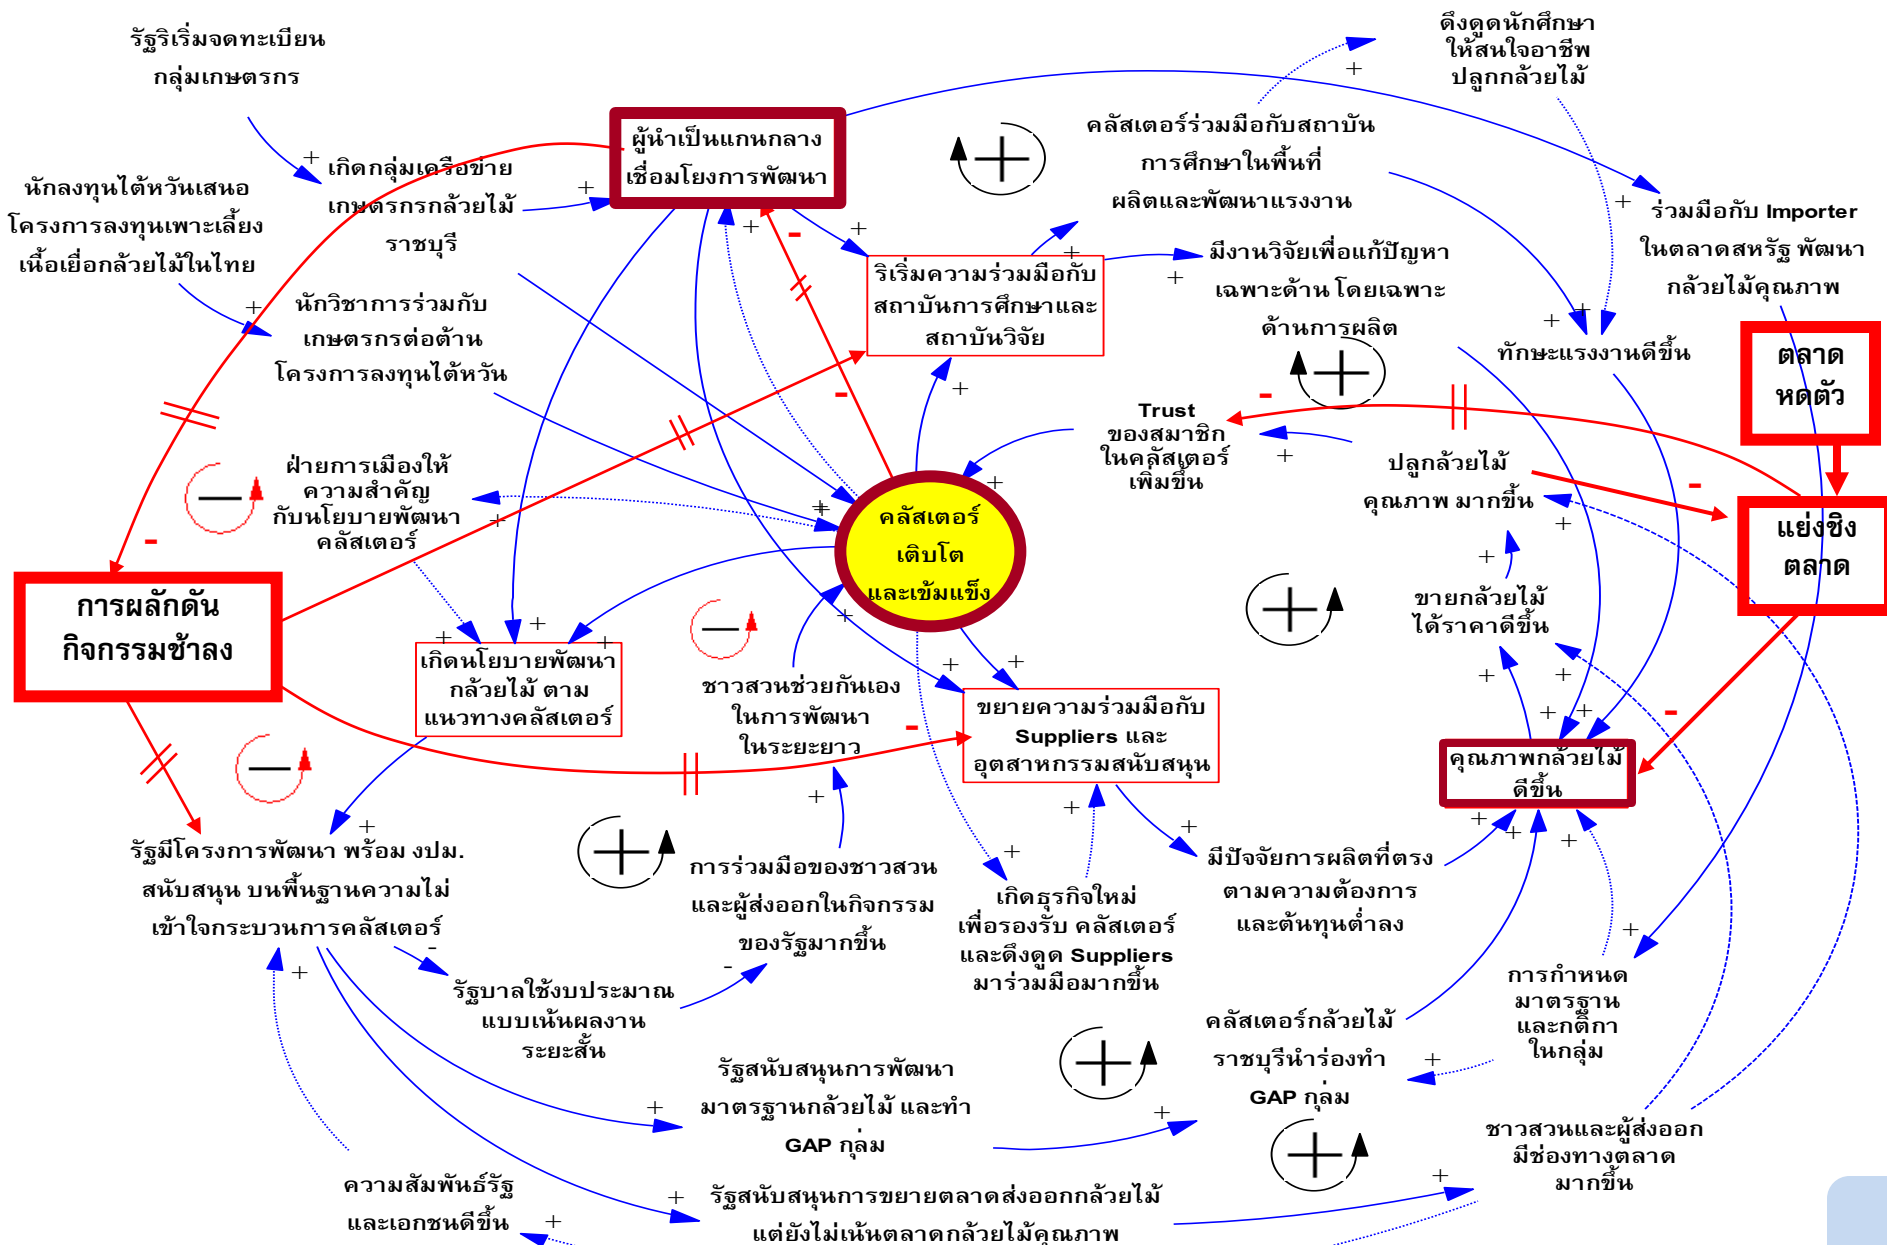 รัฐริเริ่มจดทะเบียน
กลุ่มเกษตรกร
นักลงทุนไต้หวันเสนอ
โครงการลงทุนเพาะเลี้ยง
เนื้อเยื่อกล้วยไม้ในไทย
เกิดกลุ่มเครือข่าย
เกษตรกรกล้วยไม้
ราชบุรี
นักวิชาการร่วมกับ
เกษตรกรต่อต้าน
โครงการลงทุนไต้หวัน
ผู้นำเป็นแกนกลาง
เชื่อมโยงการพัฒนา
คลัสเตอร์ร่วมมือกับสถาบัน
การศึกษาในพื้นที่
ผลิตและพัฒนาแรงงาน
ดึงดูดนักศึกษา
ให้สนใจอาชีพ
ปลูกกล้วยไม้
ร่วมมือกับ Importer
ในตลาดสหรัฐ พัฒนา
กล้วยไม้คุณภาพ
ริเริ่มความร่วมมือกับ
สถาบันการศึกษาและ
สถาบันวิจัย
มีงานวิจัยเพื่อแก้ปัญหา
เฉพาะด้าน โดยเฉพาะ
ด้านการผลิต
ทักษะแรงงานดีขึ้น
ตลาด
หดตัว
Trust
ของสมาชิก
ในคลัสเตอร์
เพิ่มขึ้น
ปลูกกล้วยไม้
คุณภาพ มากขึ้น
แย่งชิง
ตลาด
ฝ่ายการเมืองให้
ความสำคัญ
กับนโยบายพัฒนา
คลัสเตอร์
คลัสเตอร์
เติบโต
และเข้มแข็ง
การผลักดัน
กิจกรรมช้าลง
ขายกล้วยไม้
ได้ราคาดีขึ้น
เกิดนโยบายพัฒนา
กล้วยไม้ ตาม
แนวทางคลัสเตอร์
ชาวสวนช่วยกันเอง
ในการพัฒนา
ในระยะยาว
ขยายความร่วมมือกับ
Suppliers และ
อุตสาหกรรมสนับสนุน
คุณภาพกล้วยไม้
ดีขึ้น
รัฐมีโครงการพัฒนา พร้อม งปม.
สนับสนุน บนพื้นฐานความไม่
เข้าใจกระบวนการคลัสเตอร์
การร่วมมือของชาวสวน
และผู้ส่งออกในกิจกรรม
ของรัฐมากขึ้น
เกิดธุรกิจใหม่
เพื่อรองรับ คลัสเตอร์
และดึงดูด Suppliers
มาร่วมมือมากขึ้น
มีปัจจัยการผลิตที่ตรง
ตามความต้องการ
และต้นทุนต่ำลง
รัฐบาลใช้งบประมาณ
แบบเน้นผลงาน
ระยะสั้น
การกำหนด
มาตรฐาน
และกติกา
ในกลุ่ม
คลัสเตอร์กล้วยไม้
ราชบุรีนำร่องทำ
GAP กลุ่ม
รัฐสนับสนุนการพัฒนา
มาตรฐานกล้วยไม้ และทำ
GAP กลุ่ม
ชาวสวนและผู้ส่งออก
มีช่องทางตลาด
มากขึ้น
ความสัมพันธ์รัฐ
และเอกชนดีขึ้น
รัฐสนับสนุนการขยายตลาดส่งออกกล้วยไม้
แต่ยังไม่เน้นตลาดกล้วยไม้คุณภาพ